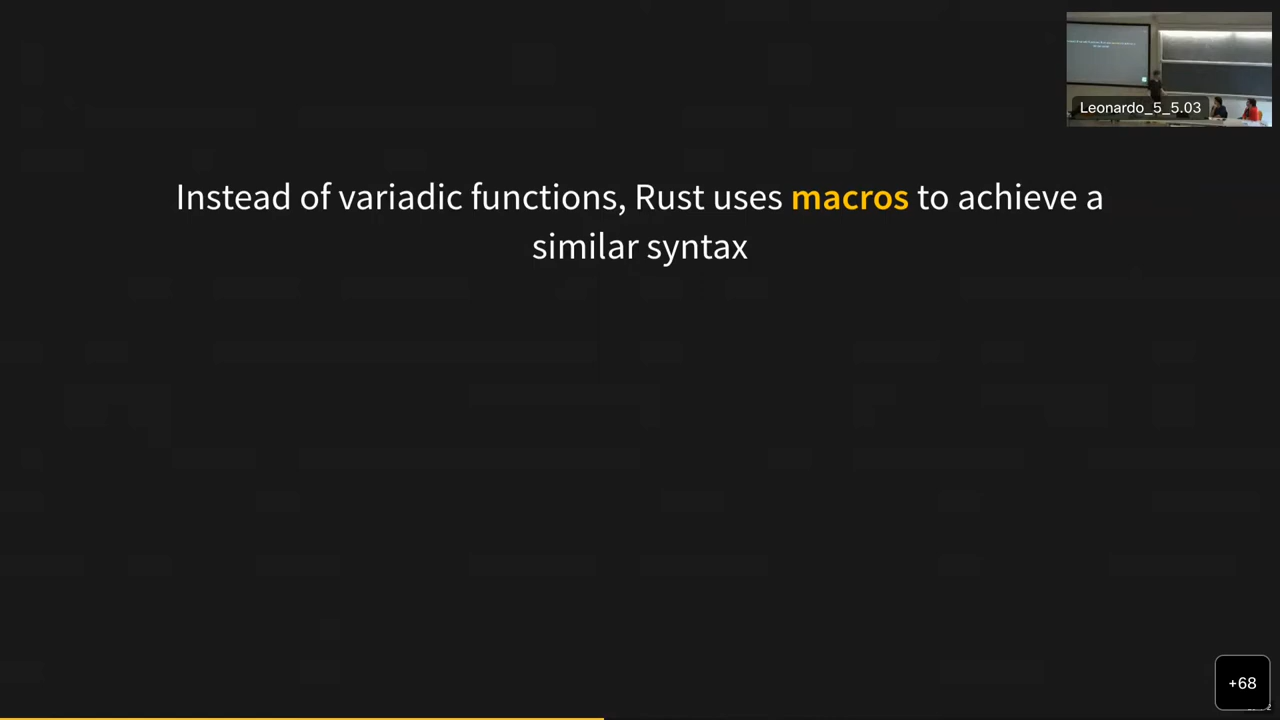 Leonardo_5_5.03
Instead of variadic functions, Rust uses macros to achieve a
similar syntax
+68